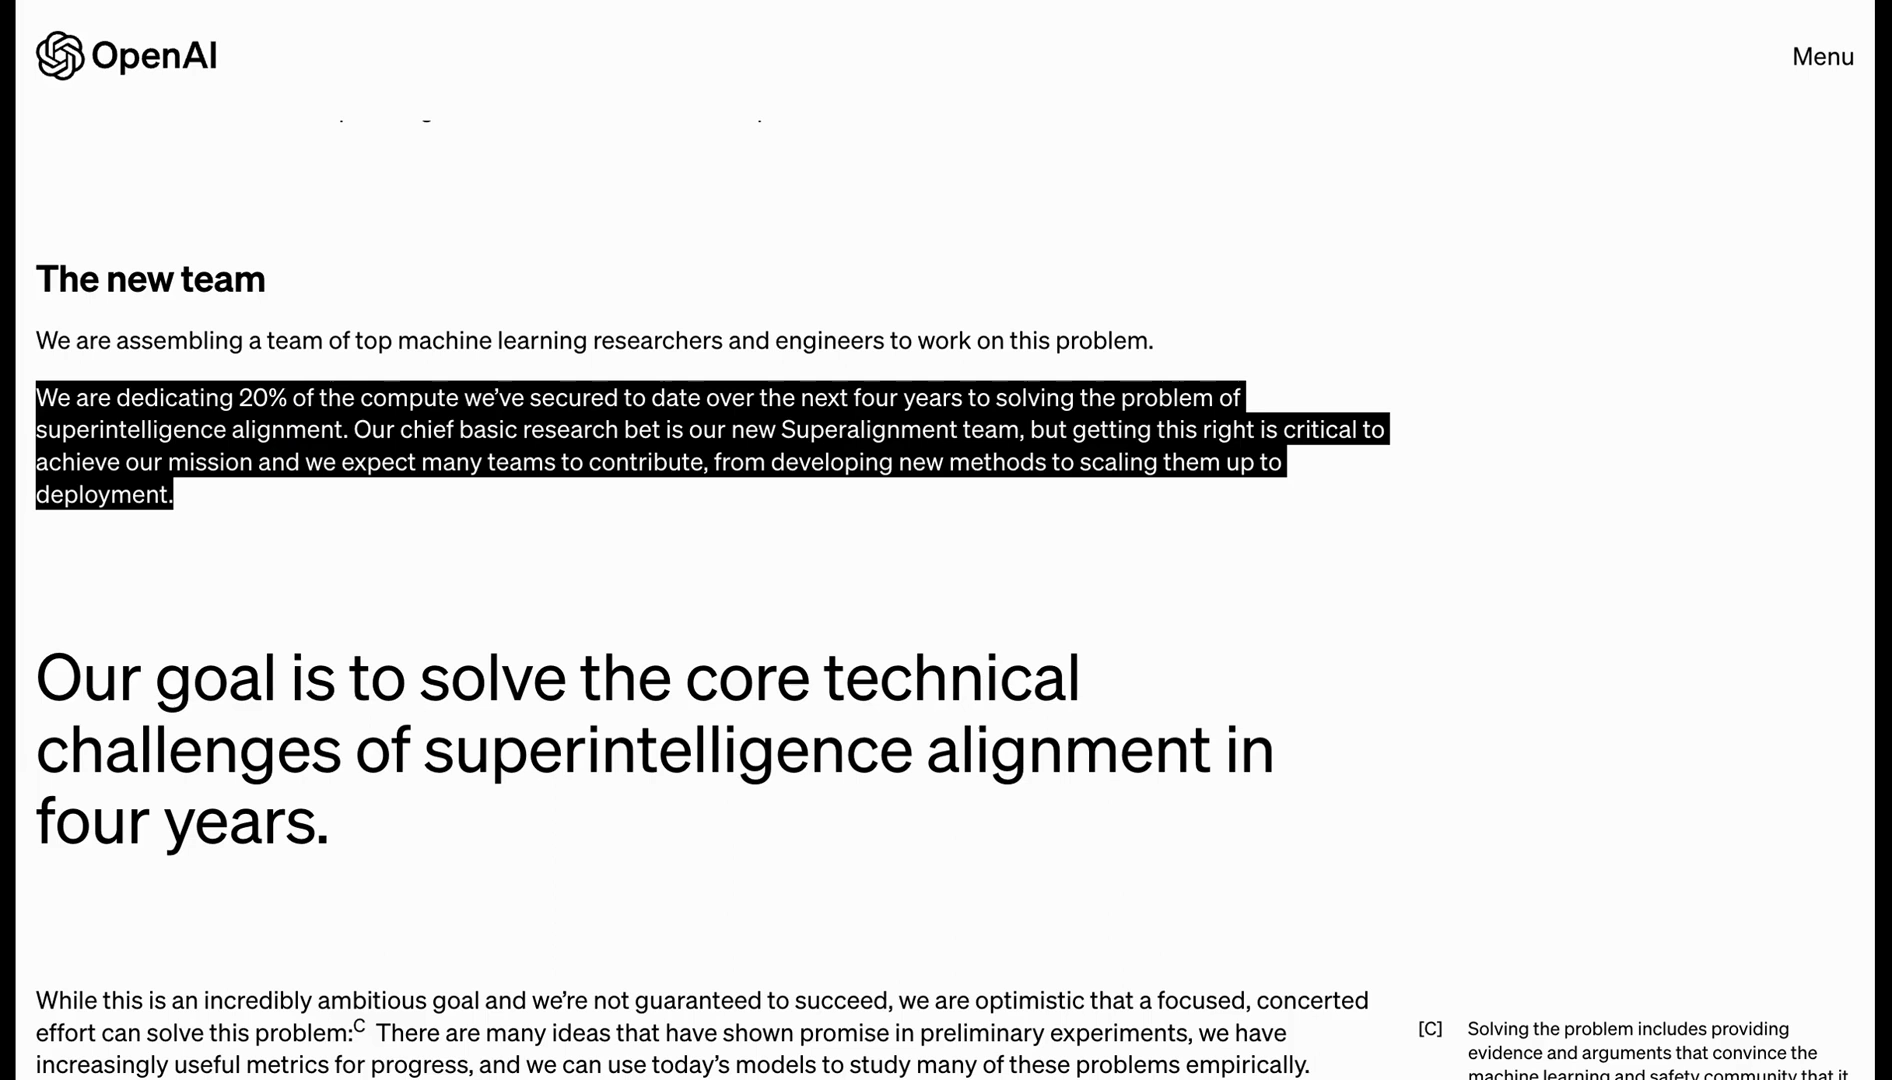 OpenAI
Menu
The new team
We are assembling a team of top machine learning researchers and engineers to work on this problem.
We are dedicating 20% of the compute we’ve secured to date over the next four years to solving the problem of
superintelligence alignment. Our chief basic research bet is our new Superalignment team, but getting this right is critical to
achieve our mission and we expect many teams to contribute, from developing new methods to scaling them up to
deployment.
Our goal is to solve the core technical
challenges of superintelligence alignment in
four years.
While this is an incredibly ambitious goal and we’re not guaranteed to succeed, we are optimistic that a focused, concerted
effort can solve this problem:C There are many ideas that have shown promise in preliminary experiments, we have
increasingly useful metrics for progress, and we can use today’s models to study many of these problems empirically.
[C] Solving the problem includes providing
evidence and arguments that convince the
machine learning and safety community that it